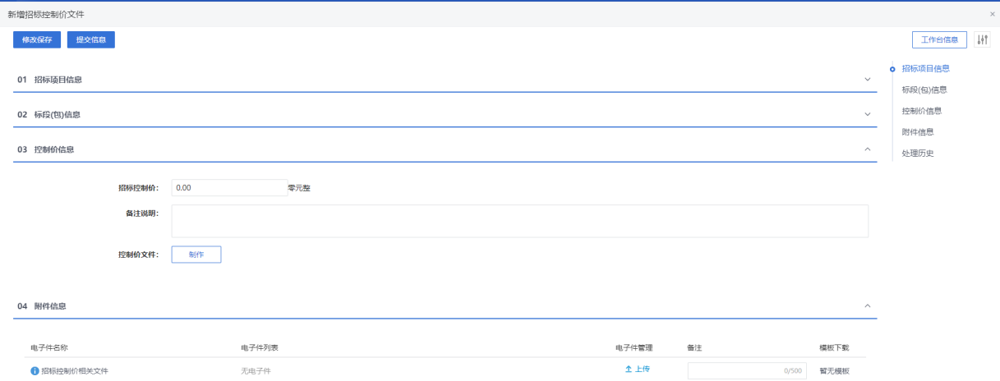 新增招标控制价文件
修改保存 提交信息 工作台信息
01 招标项目信息
招标项目信息
标段(包)信息
02 标段(包)信息
控制价信息
附件信息
03 控制价信息
处理历史
招标控制价: 0.00 零元整
备注说明:
控制价文件: 制作
04 附件信息
电子件名称 电子件列表 电子件管理 备注 模板下载
招标控制价相关文件 无电子件 上传 0/500 暂无模板